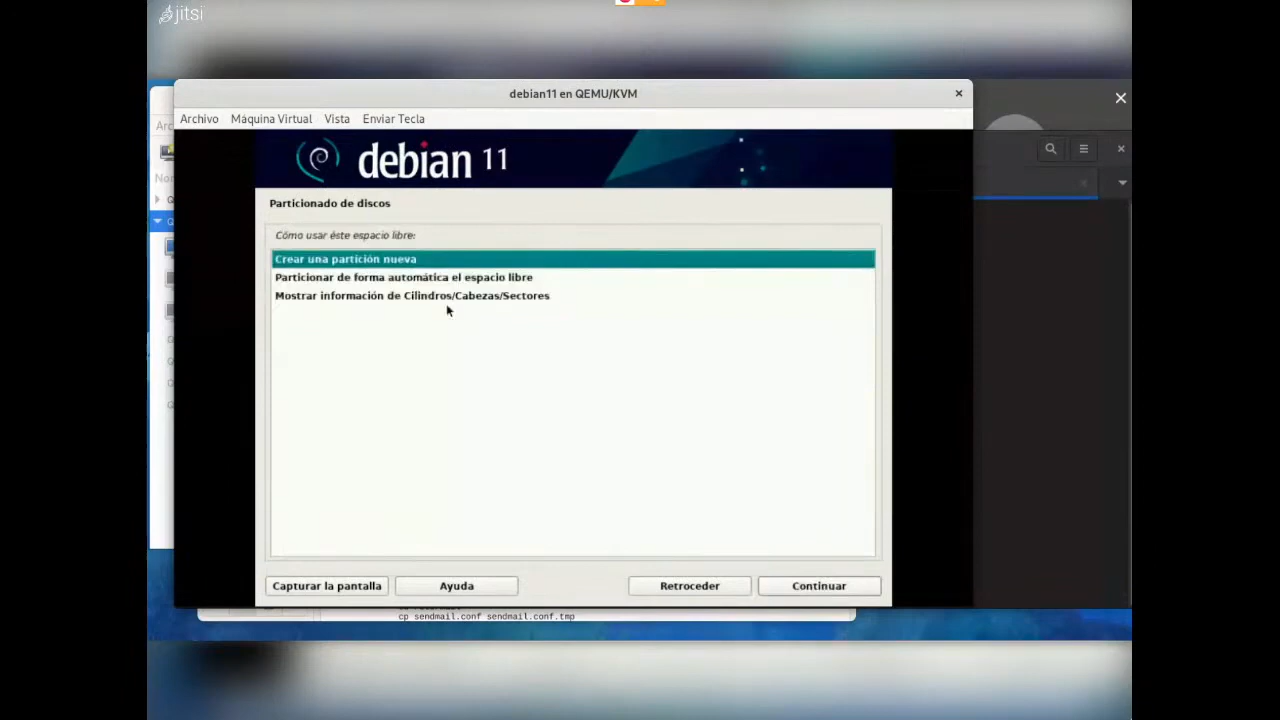 jitsi
debian11 en QEMU/KVM
Archivo Máquina Virtual Vista Enviar Tecla
debian 11
Particionado de discos
Cómo usar éste espacio libre:
Crear una partición nueva
Particionar de forma automática el espacio libre
Mostrar información de Cilindros/Cabezas/Sectores
Capturar la pantalla Ayuda Retroceder Continuar
cp sendmail.conf sendmail.conf.tmp